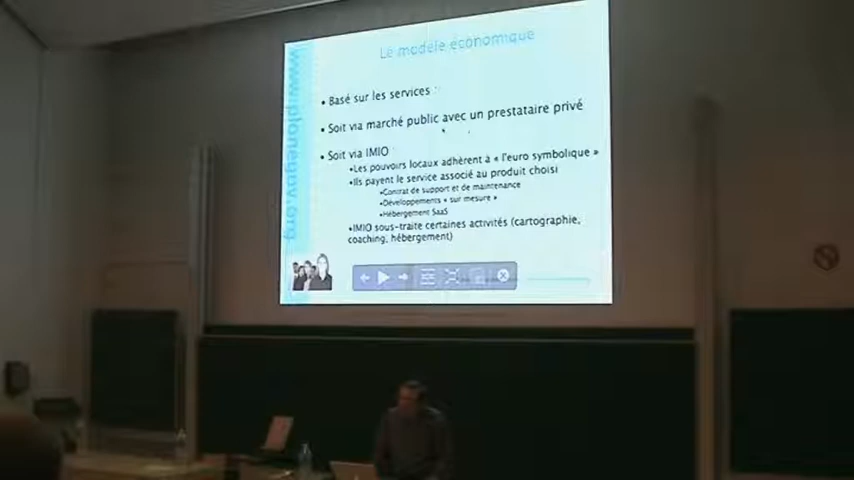 Le modèle économique
www.plonegov.org
• Basé sur les services :
• Soit via marché public avec un prestataire privé
• Soit via IMIO :
•Les pouvoirs locaux adhèrent à « l'euro symbolique »
•Ils payent le service associé au produit choisi
•Contrat de support et de maintenance
•Développements « sur mesure »
•Hébergement SaaS
•IMIO sous-traite certaines activités (cartographie,
coaching, hébergement)